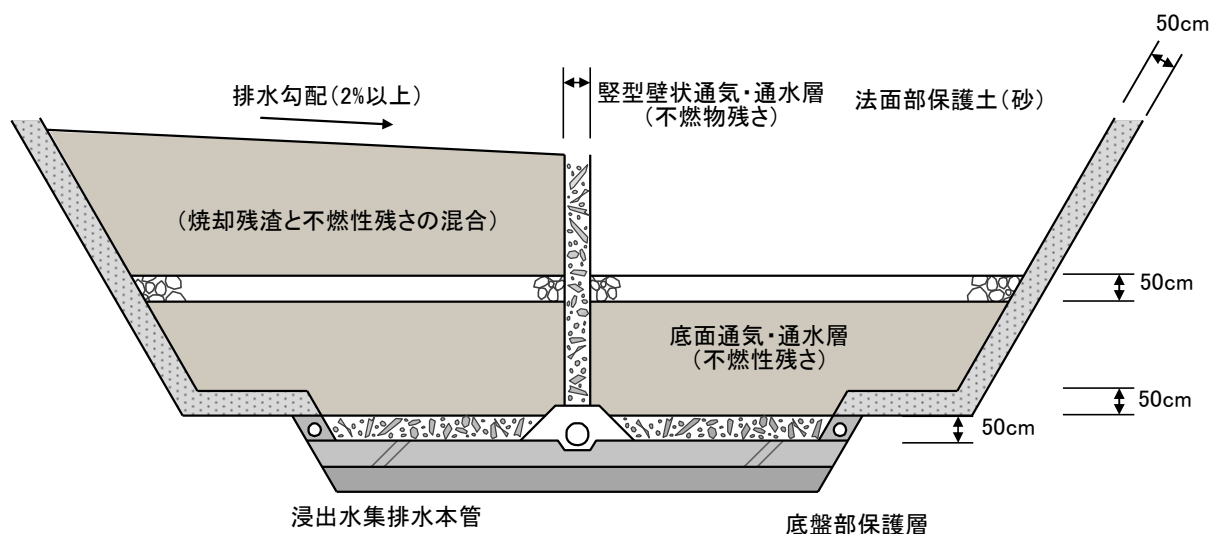 50cm
排水勾配（2%以上）
竪型壁状通気・通水層
（不燃物残さ）
法面部保護土（砂）
（焼却残渣と不燃性残さの混合）
50cm
底面通気・通水層
（不燃性残さ）
50cm
50cm
浸出水集排水本管
底盤部保護層